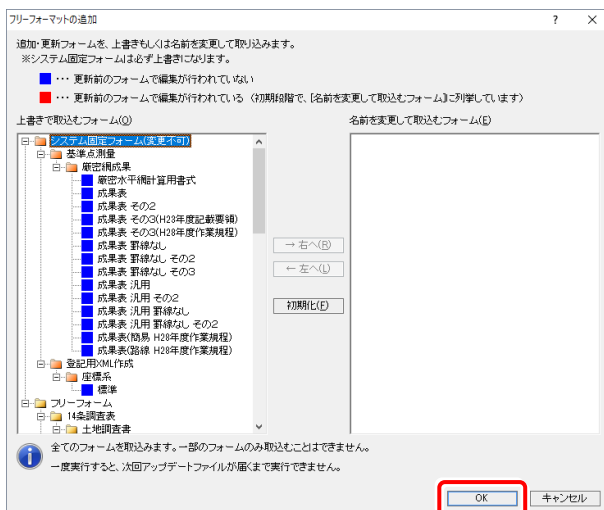 フリーフォーマットの追加
? ×
追加・更新フォームを、上書きもしくは名前を変更して取り込みます。
※システム固定フォームは必ず上書きになります。
・・・ 更新前のフォームで編集が行われていない
・・・ 更新前のフォームで編集が行われている (初期段階で、[名前を変更して取込むフォーム]に列挙しています)
上書きで取込むフォーム(O)
名前を変更して取込むフォーム(E)
システム固定フォーム(変更不可)
基準点測量
厳密網成果
厳密水平網計算用書式
成果表
成果表 その2
成果表 その3(H23年度記載要領)
成果表 その3(H28年度作業規程)
成果表 罫線なし
成果表 罫線なし その2
成果表 罫線なし その3
成果表 汎用
成果表 汎用 その2
成果表 汎用 罫線なし
成果表 汎用 罫線なし その2
成果表(簡易 H28年度作業規程)
成果表(路線 H28年度作業規程)
登記用XML作成
座標系
標準
フリーフォーム
14条調査表
土地調査書
→ 右へ(R)
← 左へ(L)
初期化(F)
全てのフォームを取込みます。一部のフォームのみ取込むことはできません。
一度実行すると、次回アップデートファイルが届くまで実行できません。
OK
キャンセル